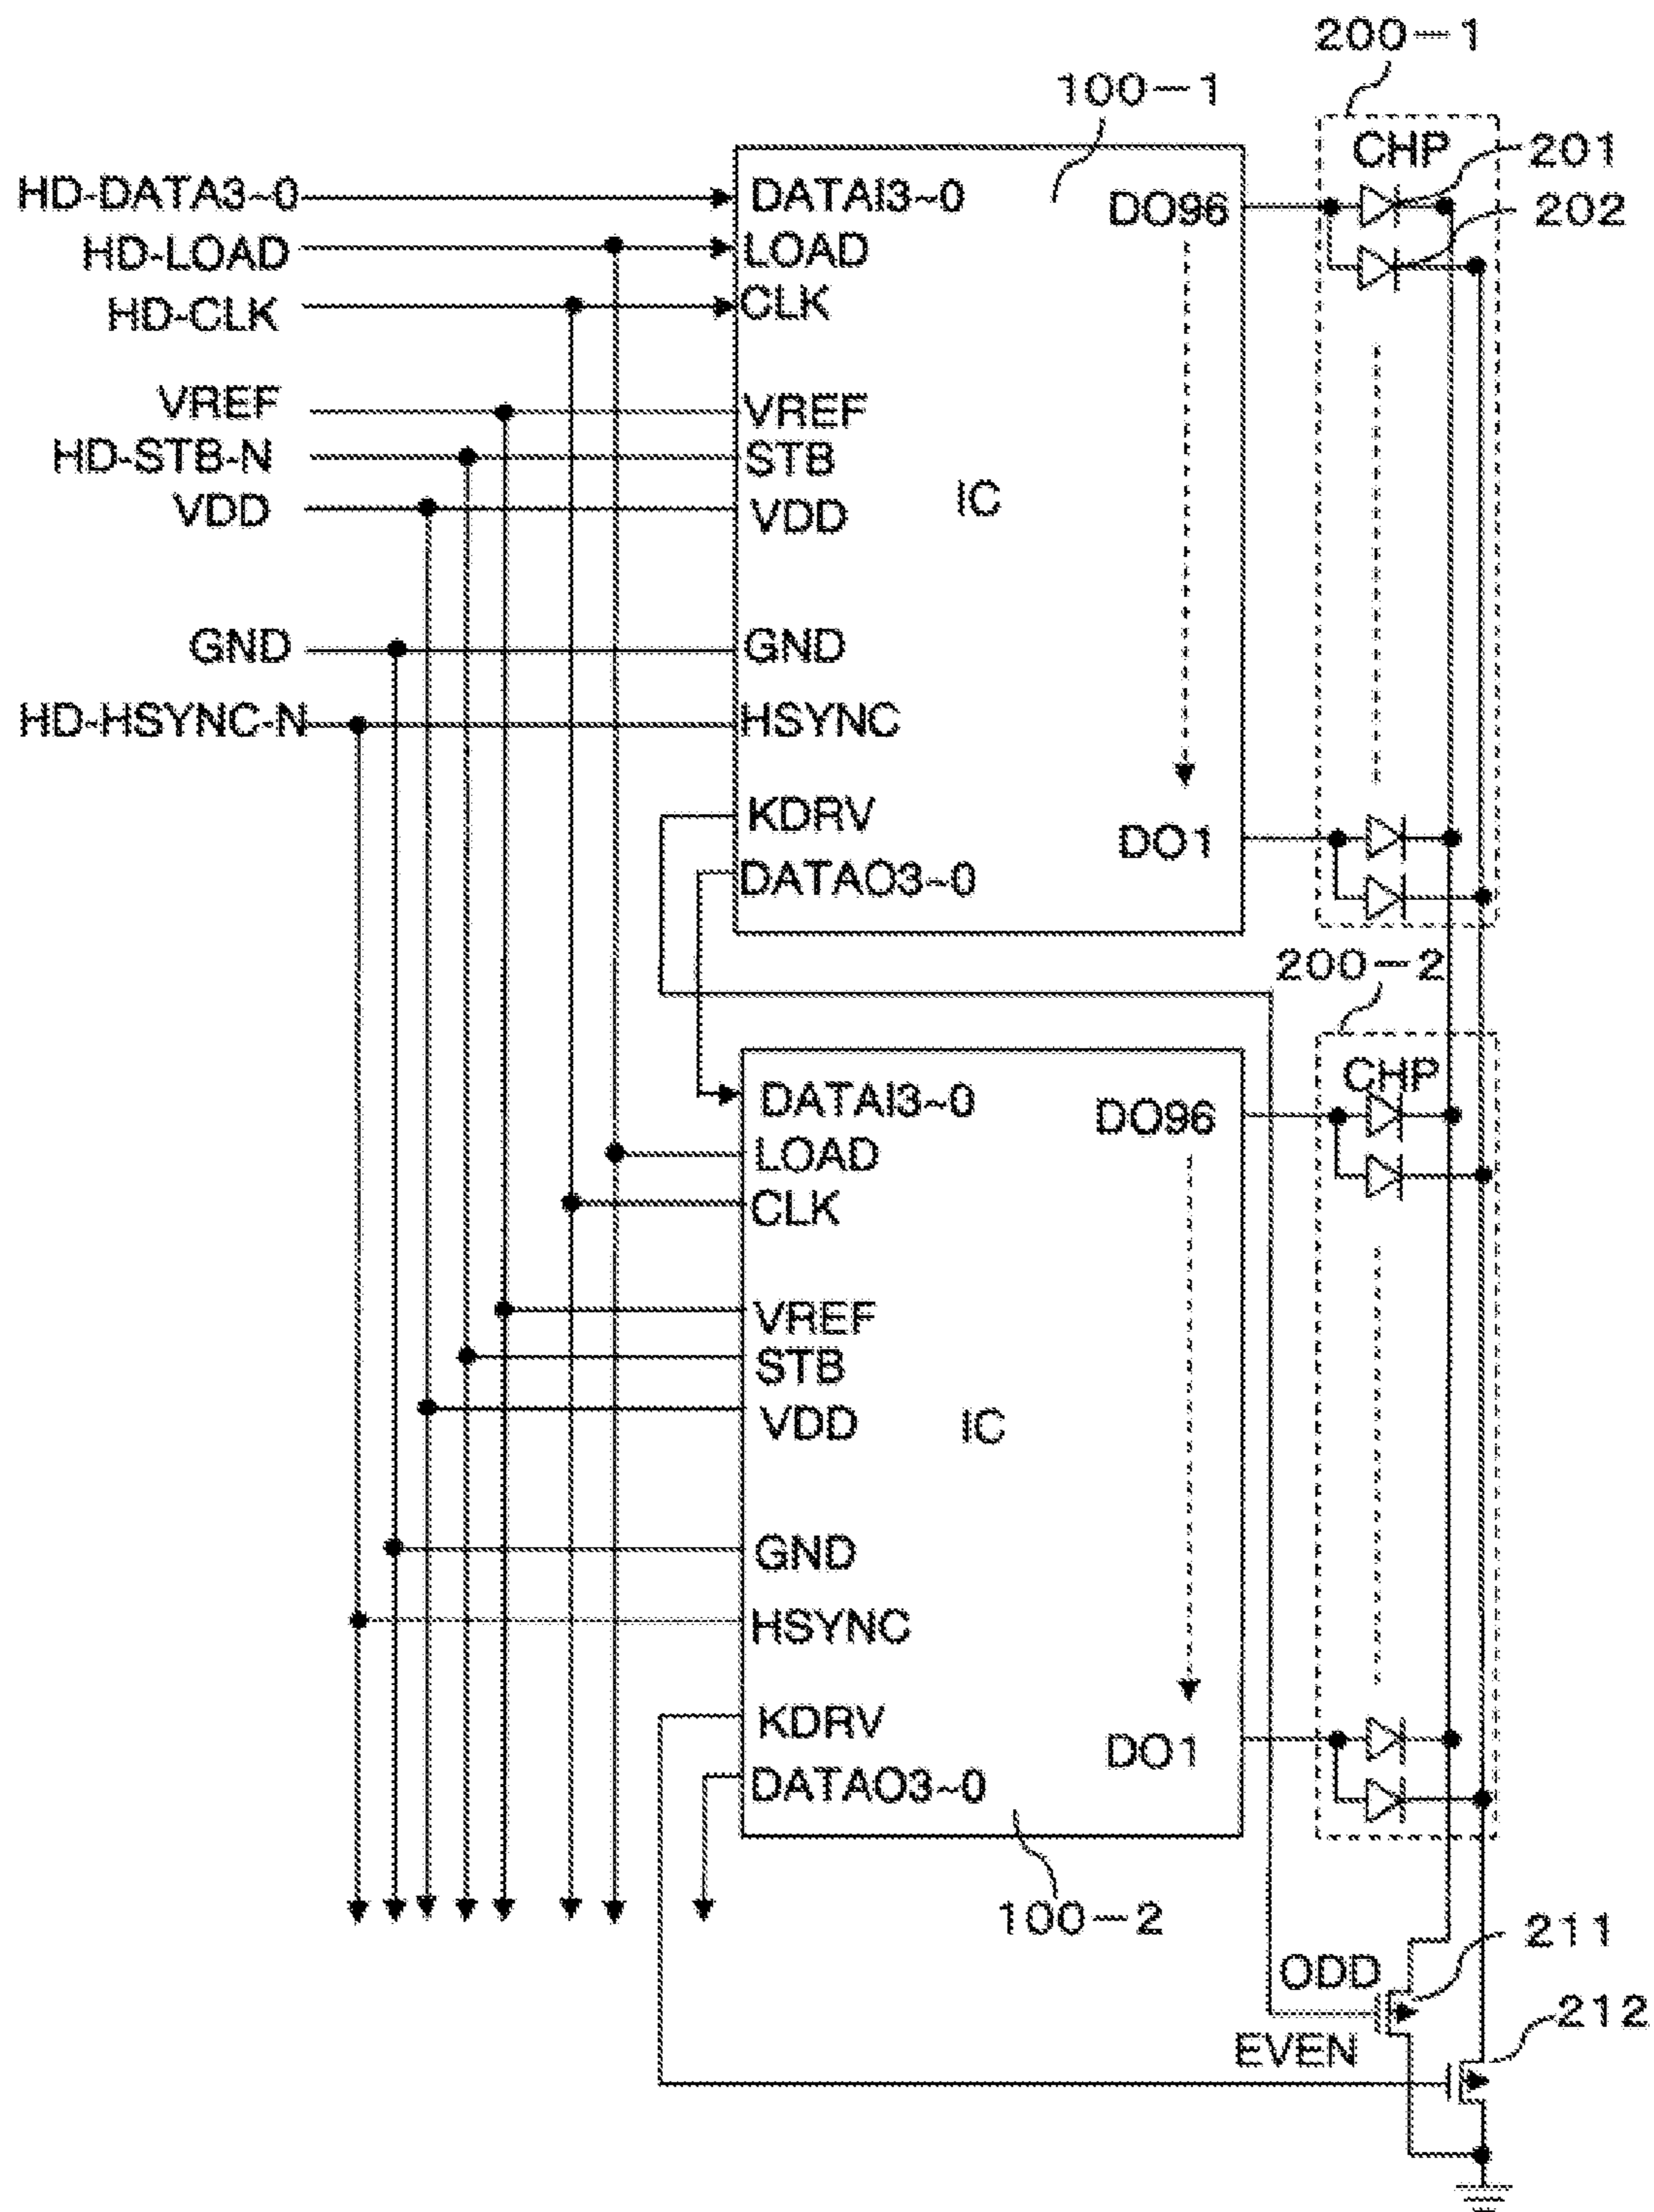 200-1
100-1
CHP
201
HD-DATA3~0
DATAI3~0
DO96
202
HD-LOAD
LOAD
HD-CLK
CLK
VREF
VREF
HD-STB-N
STB
IC
VDD
VDD
GND
GND
HD-HSYNC-N
HSYNC
KDRV
DO1
DATAO3~0
200-2
CHP
DATAI3~0
DO96
LOAD
CLK
VREF
STB
VDD
IC
GND
HSYNC
KDRV
DO1
DATAO3~0
100-2
211
ODD
212
EVEN